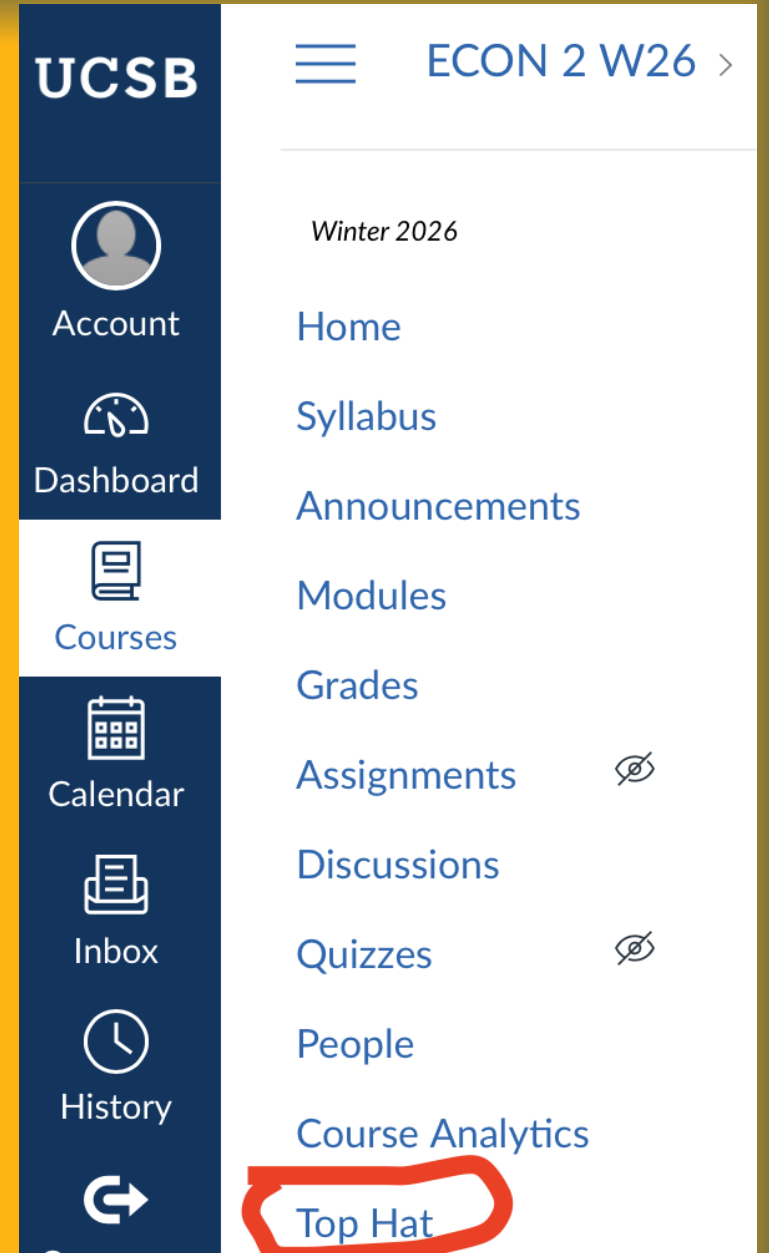 UCSB
Account
Dashboard
Courses
Calendar
Inbox
History
ECON 2 W26 >
Winter 2026
Home
Syllabus
Announcements
Modules
Grades
Assignments
Discussions
Quizzes
People
Course Analytics
Top Hat